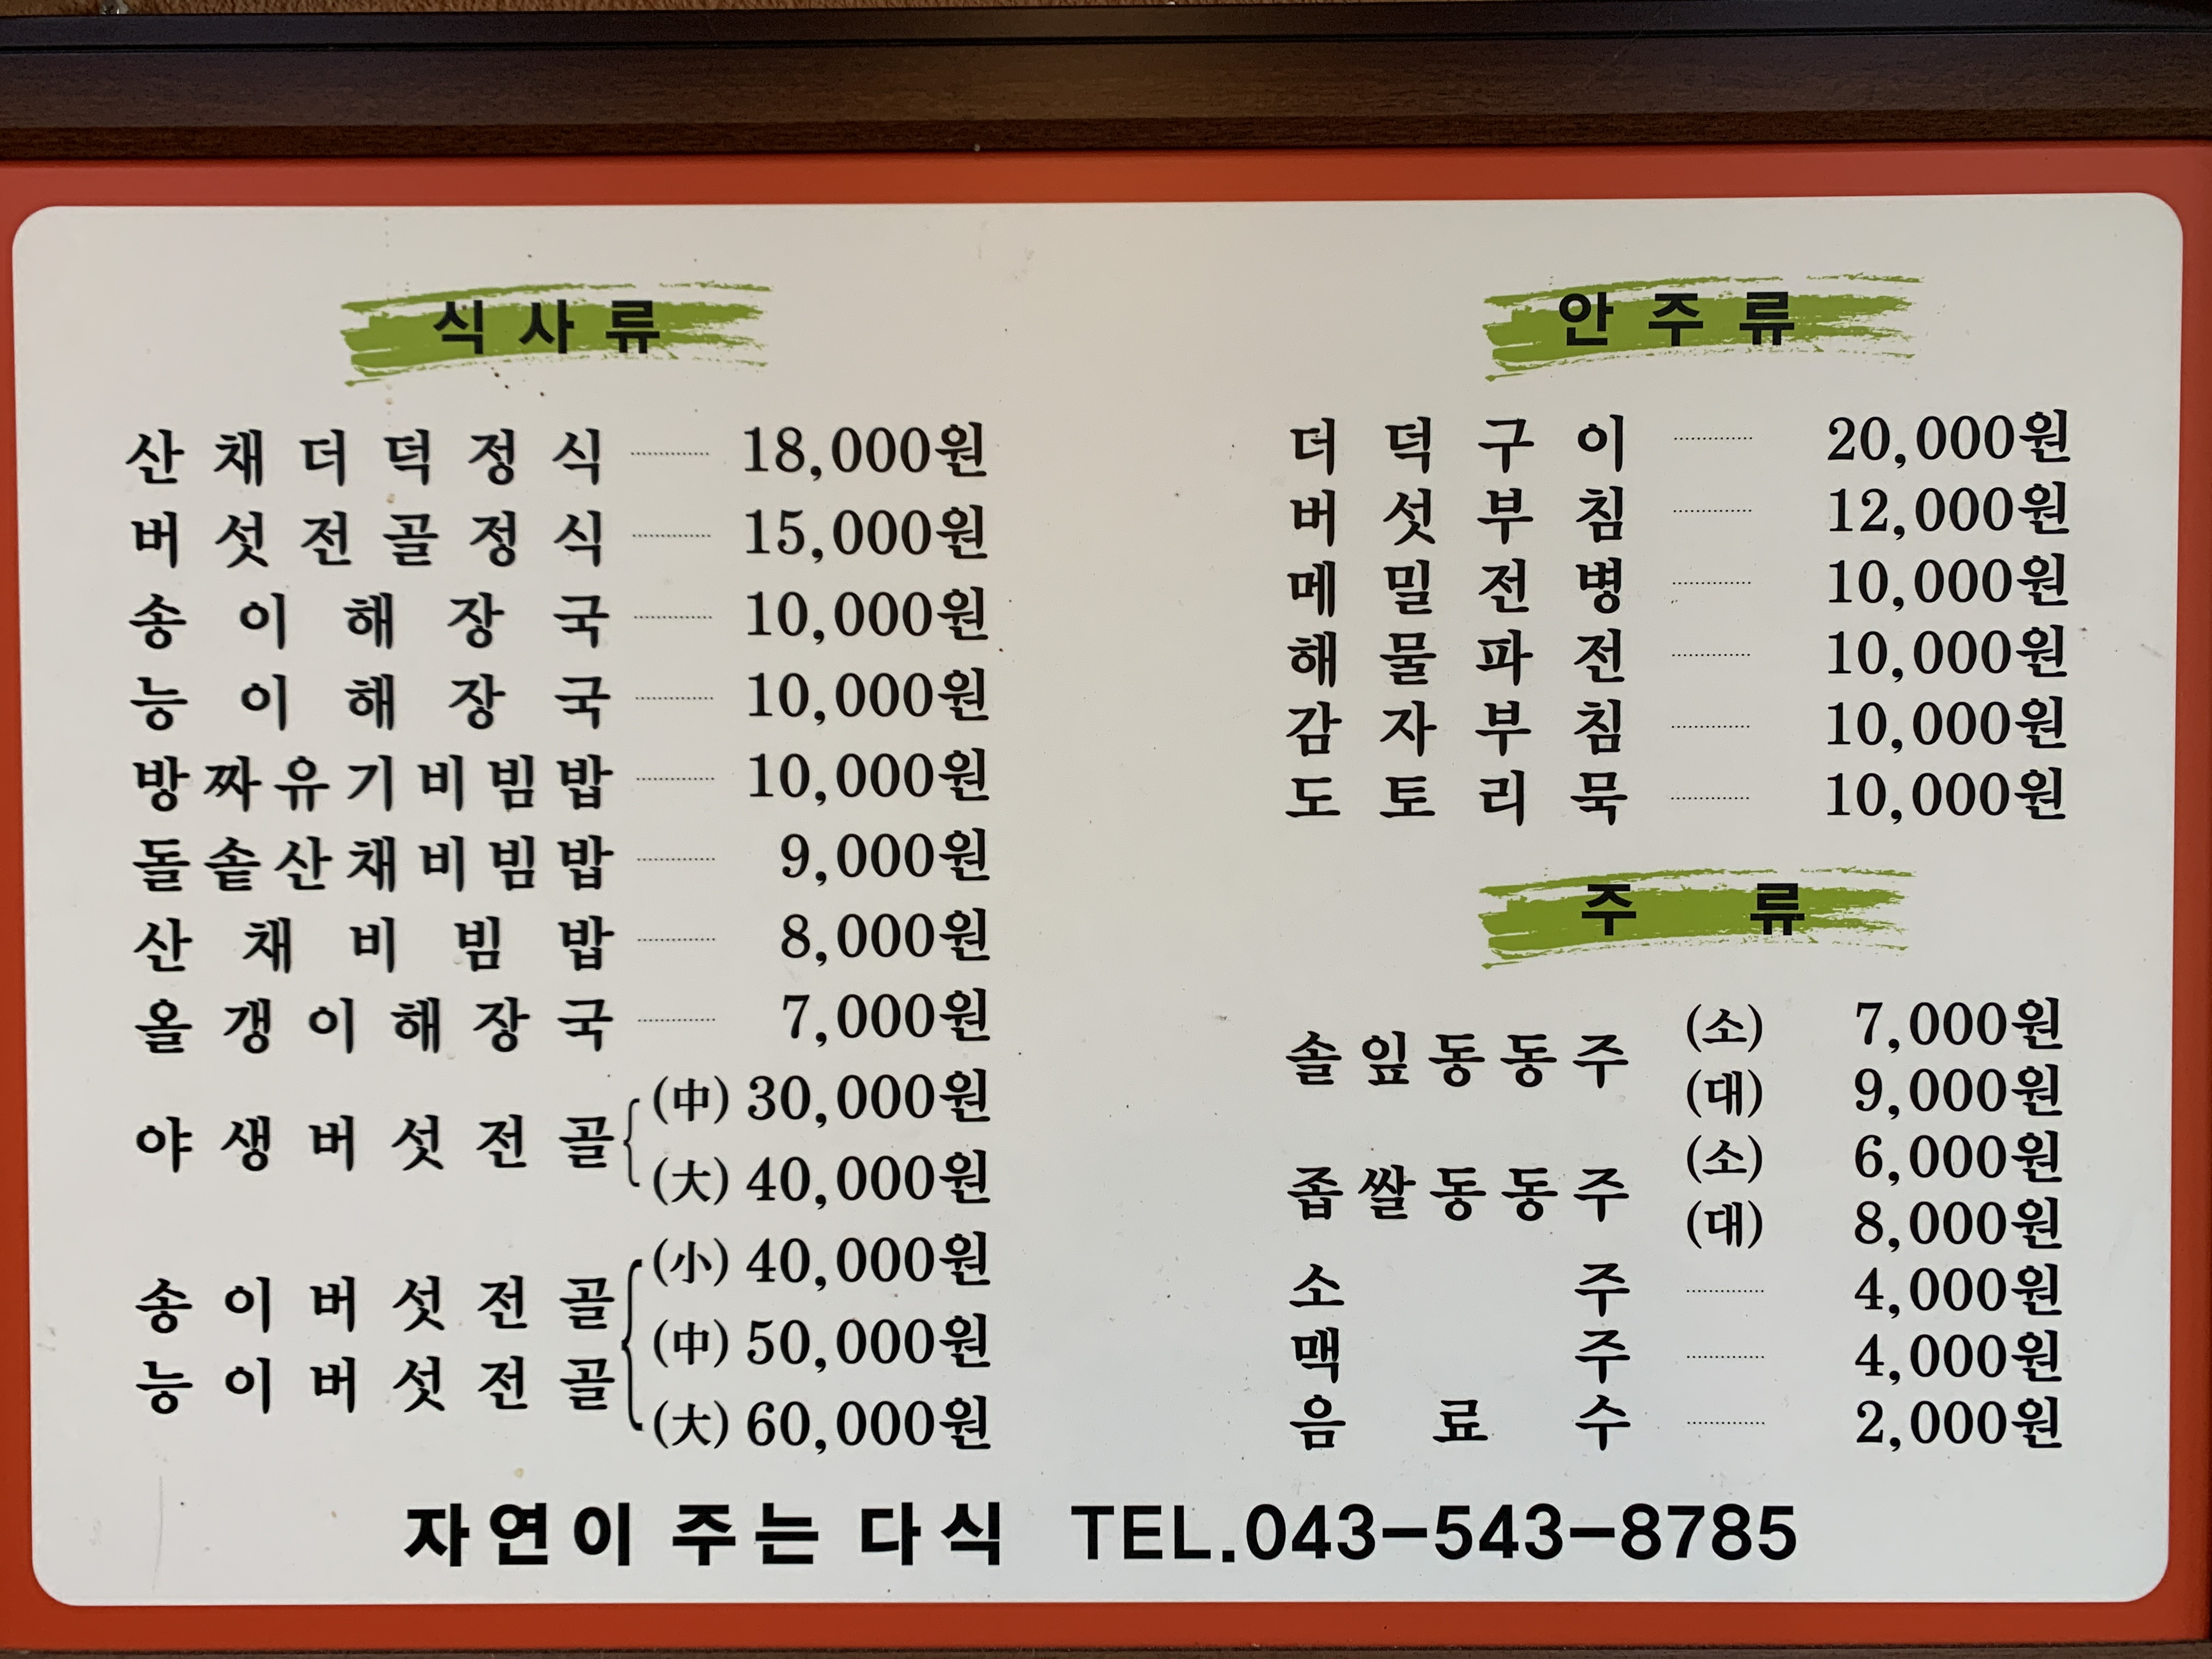 식사류
산채더덕정식 18,000원
버섯전골정식 15,000원
송이해장국 10,000원
능이해장국 10,000원
방짜유기비빔밥 10,000원
돌솥산채비빔밥 9,000원
산채비빔밥 8,000원
올갱이해장국 7,000원
야생버섯전골 (中) 30,000원
(大) 40,000원
송이버섯전골
능이버섯전골
(小) 40,000원
(中) 50,000원
(大) 60,000원
안주류
더덕구이 20,000원
버섯부침 12,000원
메밀전병 10,000원
해물파전 10,000원
감자부침 10,000원
도토리묵 10,000원
주류
솔잎동동주 (소) 7,000원
(대) 9,000원
좁쌀동동주 (소) 6,000원
(대) 8,000원
소주 4,000원
맥주 4,000원
음료수 2,000원
자연이 주는 다식 TEL.043-543-8785